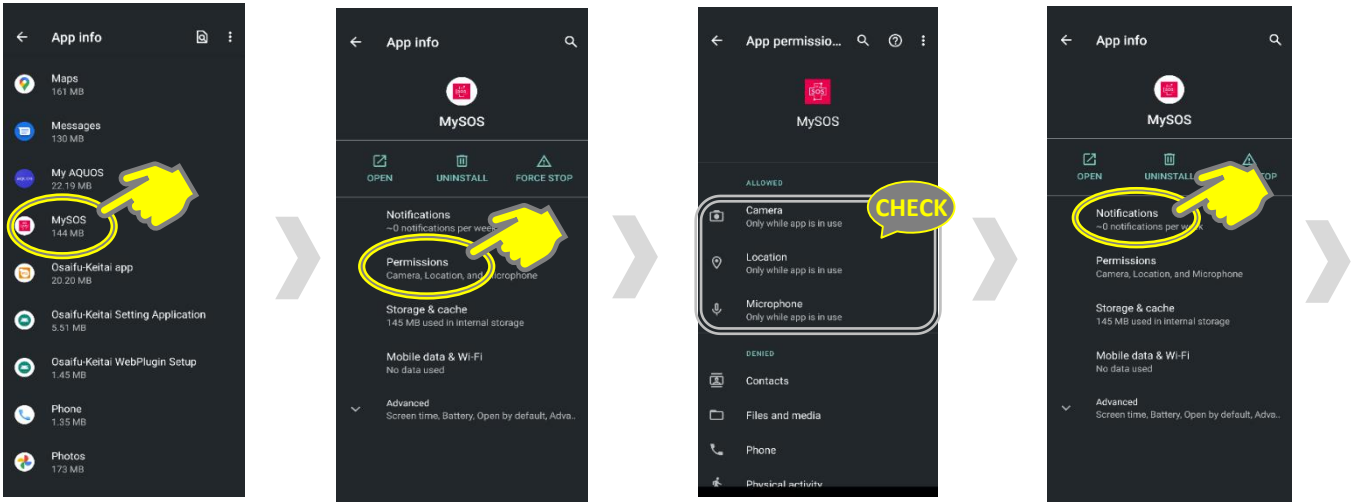 App info
Maps
161 MB
Messages
130 MB
My AQUOS
22.19 MB
MySOS
144 MB
Osaifu-Keitai app
20.20 MB
Osaifu-Keitai Setting Application
5.51 MB
Osaifu-Keitai WebPlugin Setup
1.45 MB
Phone
1.35 MB
Photos
173 MB
App info
MySOS
OPEN UNINSTALL FORCE STOP
Notifications
~0 notifications per week
Permissions
Camera, Location, and Microphone
Storage & cache
145 MB used in internal storage
Mobile data & Wi-Fi
No data used
Advanced
Screen time, Battery, Open by default, Adva..
App permissio...
SOS
MySOS
ALLOWED
Camera
Only while app is in use
CHECK
Location
Only while app is in use
Microphone
Only while app is in use
DENIED
Contacts
Files and media
Phone
Physical activity
App info
MySOS
OPEN UNINSTALL STOP
Notifications
~0 notifications per week
Permissions
Camera, Location, and Microphone
Storage & cache
145 MB used in internal storage
Mobile data & Wi-Fi
No data used
Advanced
Screen time, Battery, Open by default, Adva..